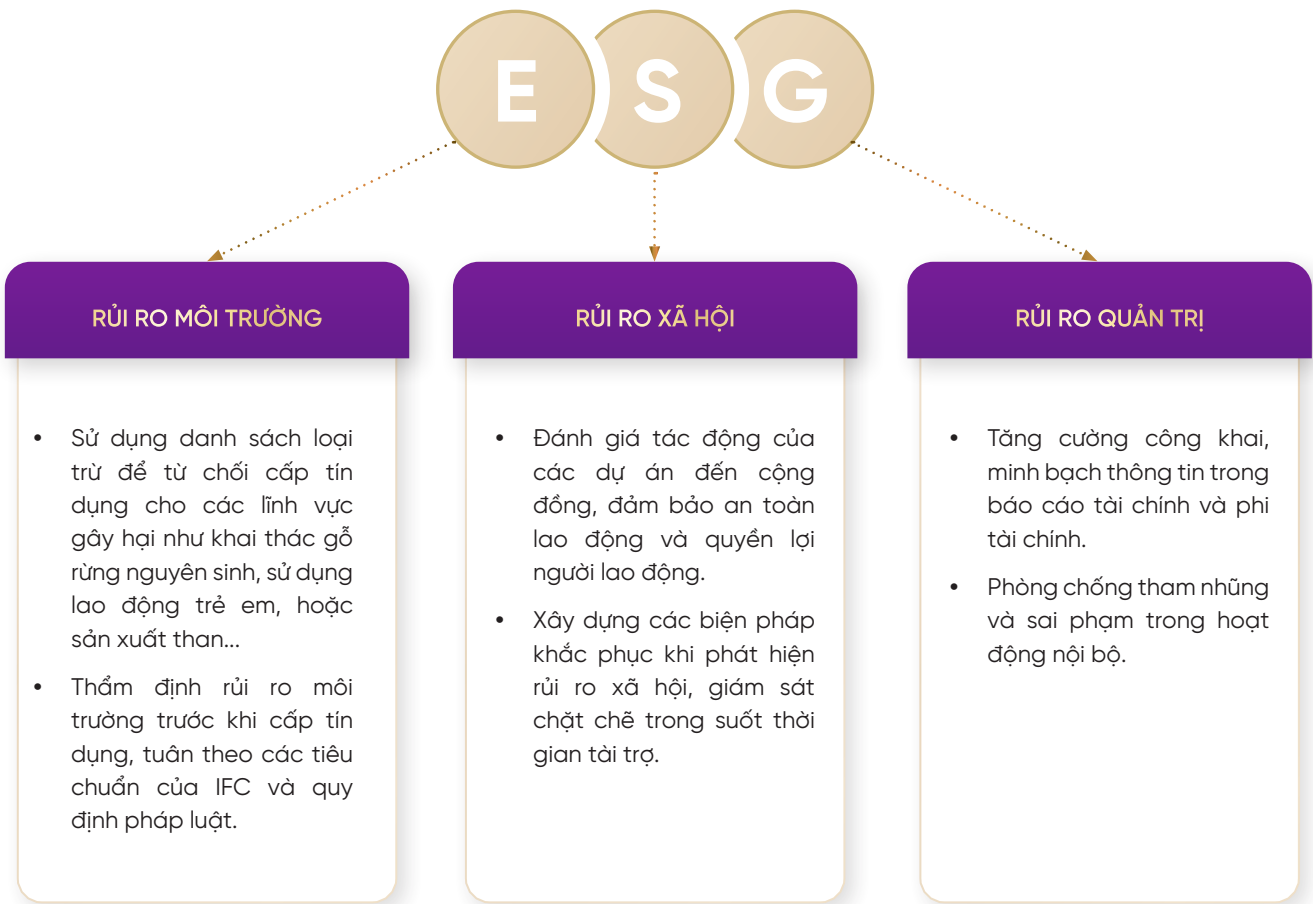 E S G
RỦI RO MÔI TRƯỜNG
• Sử dụng danh sách loại
trừ để từ chối cấp tín
dụng cho các lĩnh vực
gây hại như khai thác gỗ
rừng nguyên sinh, sử dụng
lao động trẻ em, hoặc
sản xuất than...
• Thẩm định rủi ro môi
trường trước khi cấp tín
dụng, tuân theo các tiêu
chuẩn của IFC và quy
định pháp luật.
RỦI RO XÃ HỘI
• Đánh giá tác động của
các dự án đến cộng
đồng, đảm bảo an toàn
lao động và quyền lợi
người lao động.
• Xây dựng các biện pháp
khắc phục khi phát hiện
rủi ro xã hội, giám sát
chặt chẽ trong suốt thời
gian tài trợ.
RỦI RO QUẢN TRỊ
• Tăng cường công khai,
minh bạch thông tin trong
báo cáo tài chính và phi
tài chính.
• Phòng chống tham nhũng
và sai phạm trong hoạt
động nội bộ.